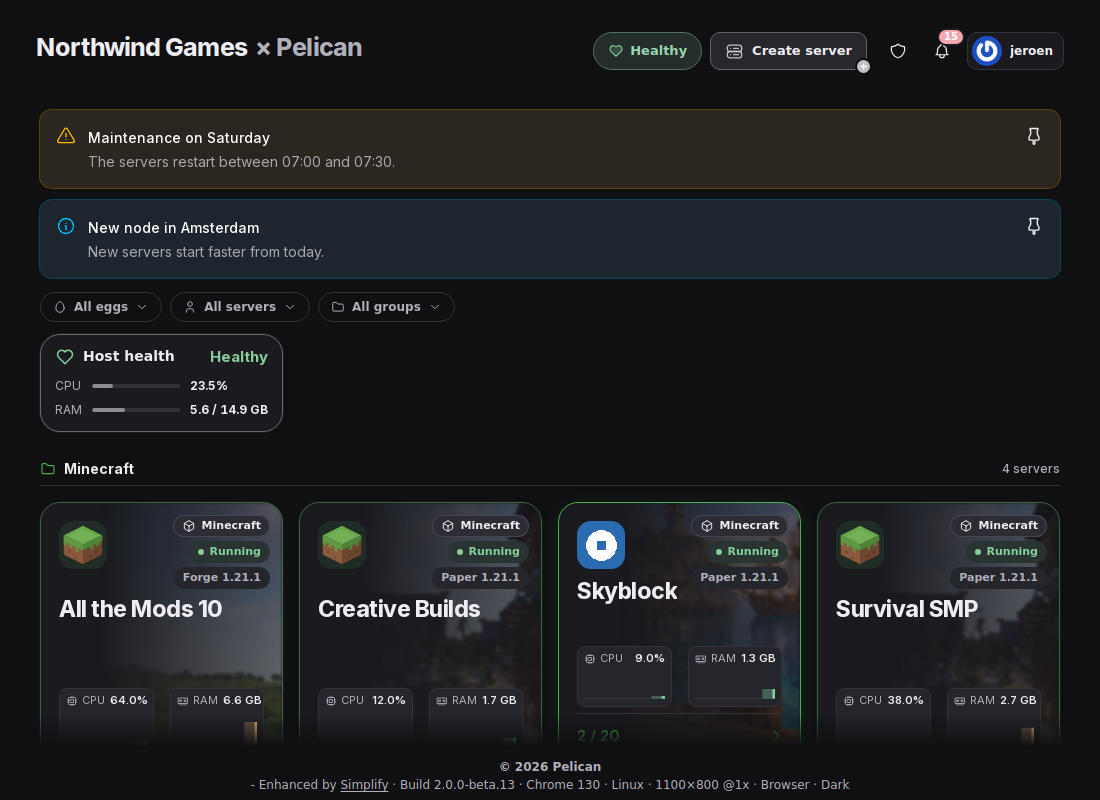 Northwind Games × Pelican
Healthy
Create server
15
jeroen
Maintenance on Saturday
The servers restart between 07:00 and 07:30.
New node in Amsterdam
New servers start faster from today.
All eggs
All servers
All groups
Host health
Healthy
CPU
23.5%
RAM
5.6 / 14.9 GB
Minecraft
4 servers
Minecraft
Running
Forge 1.21.1
All the Mods 10
CPU 64.0%
RAM 6.6 GB
Minecraft
Running
Paper 1.21.1
Creative Builds
CPU 12.0%
RAM 1.7 GB
Minecraft
Running
Paper 1.21.1
Skyblock
CPU 9.0%
RAM 1.3 GB
2 / 20
Minecraft
Running
Paper 1.21.1
Survival SMP
CPU 38.0%
RAM 2.7 GB
© 2026 Pelican
- Enhanced by Simplify · Build 2.0.0-beta.13 · Chrome 130 · Linux · 1100×800 @1x · Browser · Dark